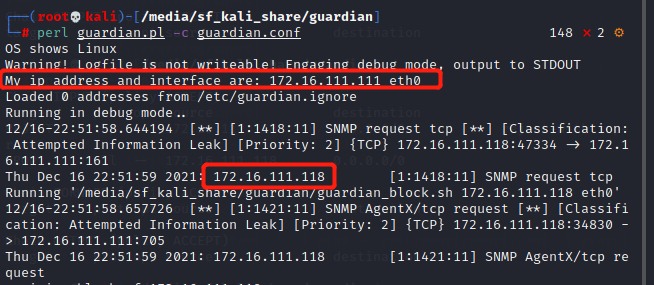 ┌──(root💀kali)-[/media/sf_kali_share/guardian]
└─# perl guardian.pl -c guardian.conf 148 × 2 ⚙
OS shows Linux
Warning! Logfile is not writeable! Engaging debug mode, output to STDOUT
My ip address and interface are: 172.16.111.111 eth0
Loaded 0 addresses from /etc/guardian.ignore
Running in debug mode..
12/16-22:51:58.644194 [**] [1:1418:11] SNMP request tcp [**] [Classification:
Attempted Information Leak] [Priority: 2] {TCP} 172.16.111.118:47334 -> 172.1
6.111.111:161
Thu Dec 16 22:51:59 2021: 172.16.111.118 [1:1418:11] SNMP request tcp
Running '/media/sf_kali_share/guardian/guardian_block.sh 172.16.111.118 eth0'
12/16-22:51:58.657726 [**] [1:1421:11] SNMP AgentX/tcp request [**] [Classifi
cation: Attempted Information Leak] [Priority: 2] {TCP} 172.16.111.118:34830 -
> 172.16.111.111:705
Thu Dec 16 22:51:59 2021: 172.16.111.118 [1:1421:11] SNMP AgentX/tcp re
quest